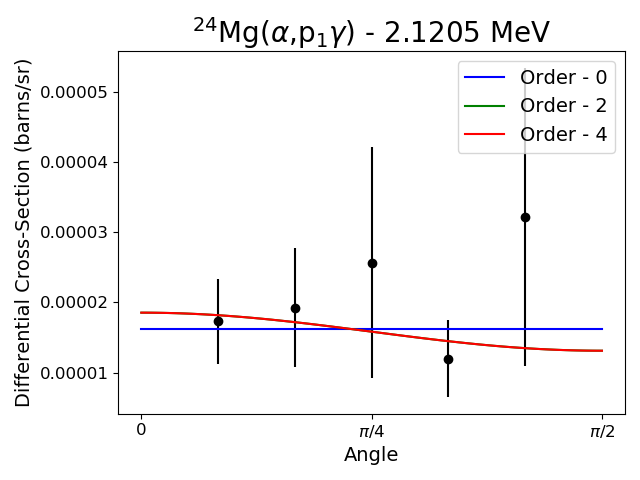 ²⁴Mg(α,p₁γ) - 2.1205 MeV
Order - 0
Order - 2
Order - 4
Differential Cross-Section (barns/sr)
0.00005
0.00004
0.00003
0.00002
0.00001
0
π/4
π/2
Angle